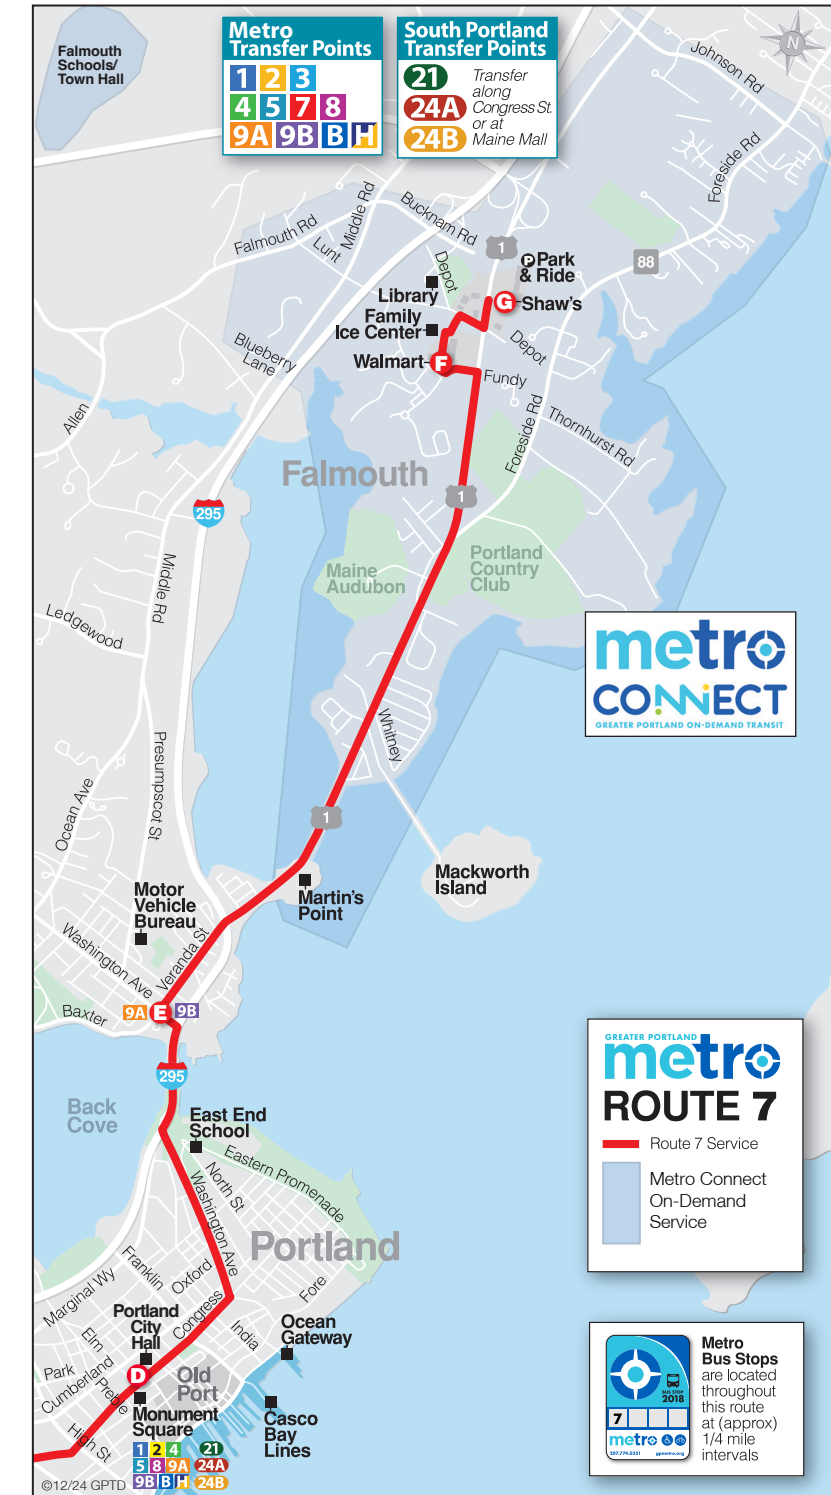 Falmouth
Schools/
Town Hall
Metro
Transfer Points
1 2 3
4 5 7 8
9A 9B B H
South Portland
Transfer Points
21
24A
24B
Transfer
along
Congress St.
or at
Maine Mall
N
Johnson Rd
Foreside Rd
Middle Rd
Bucknam Rd
Falmouth Rd
Lunt
1
88
P Park
& Ride
Depot
Library
G Shaw's
Family
Ice Center
Depot
Blueberry
Lane
Walmart F
Fundy
Allen
Foreside Rd
Thornhurst Rd
Falmouth
1
295
Middle Rd
Maine
Audubon
Portland
Country
Club
Ledgewood
metro
CONNECT
GREATER PORTLAND ON-DEMAND TRANSIT
Whitney
Presumpscot St
Ocean Ave
1
Mackworth
Island
Martin's
Point
Motor
Vehicle
Bureau
Washington Ave
Veranda St
9A E 9B
Baxter
295
Back
Cove
GREATER PORTLAND
metro
ROUTE 7
Route 7 Service
Metro Connect
On-Demand
Service
East End
School
Eastern Promenade
North St
Washington Ave
Portland
Franklin
Oxford
Marginal Wy
Fore
Congress
India
Portland
City
Hall
Ocean
Gateway
Elm
Park
Cumberland
Preble
D
Old
Port
High St
Monument
Square
Casco
Bay
Lines
1 2 4 21
5 8 9A 24A
9B B H 24B
©12/24 GPTD
BUS STOP
2018
7
metro
207.774.0351 gpmetro.org
Metro
Bus Stops
are located
throughout
this route
at (approx)
1/4 mile
intervals